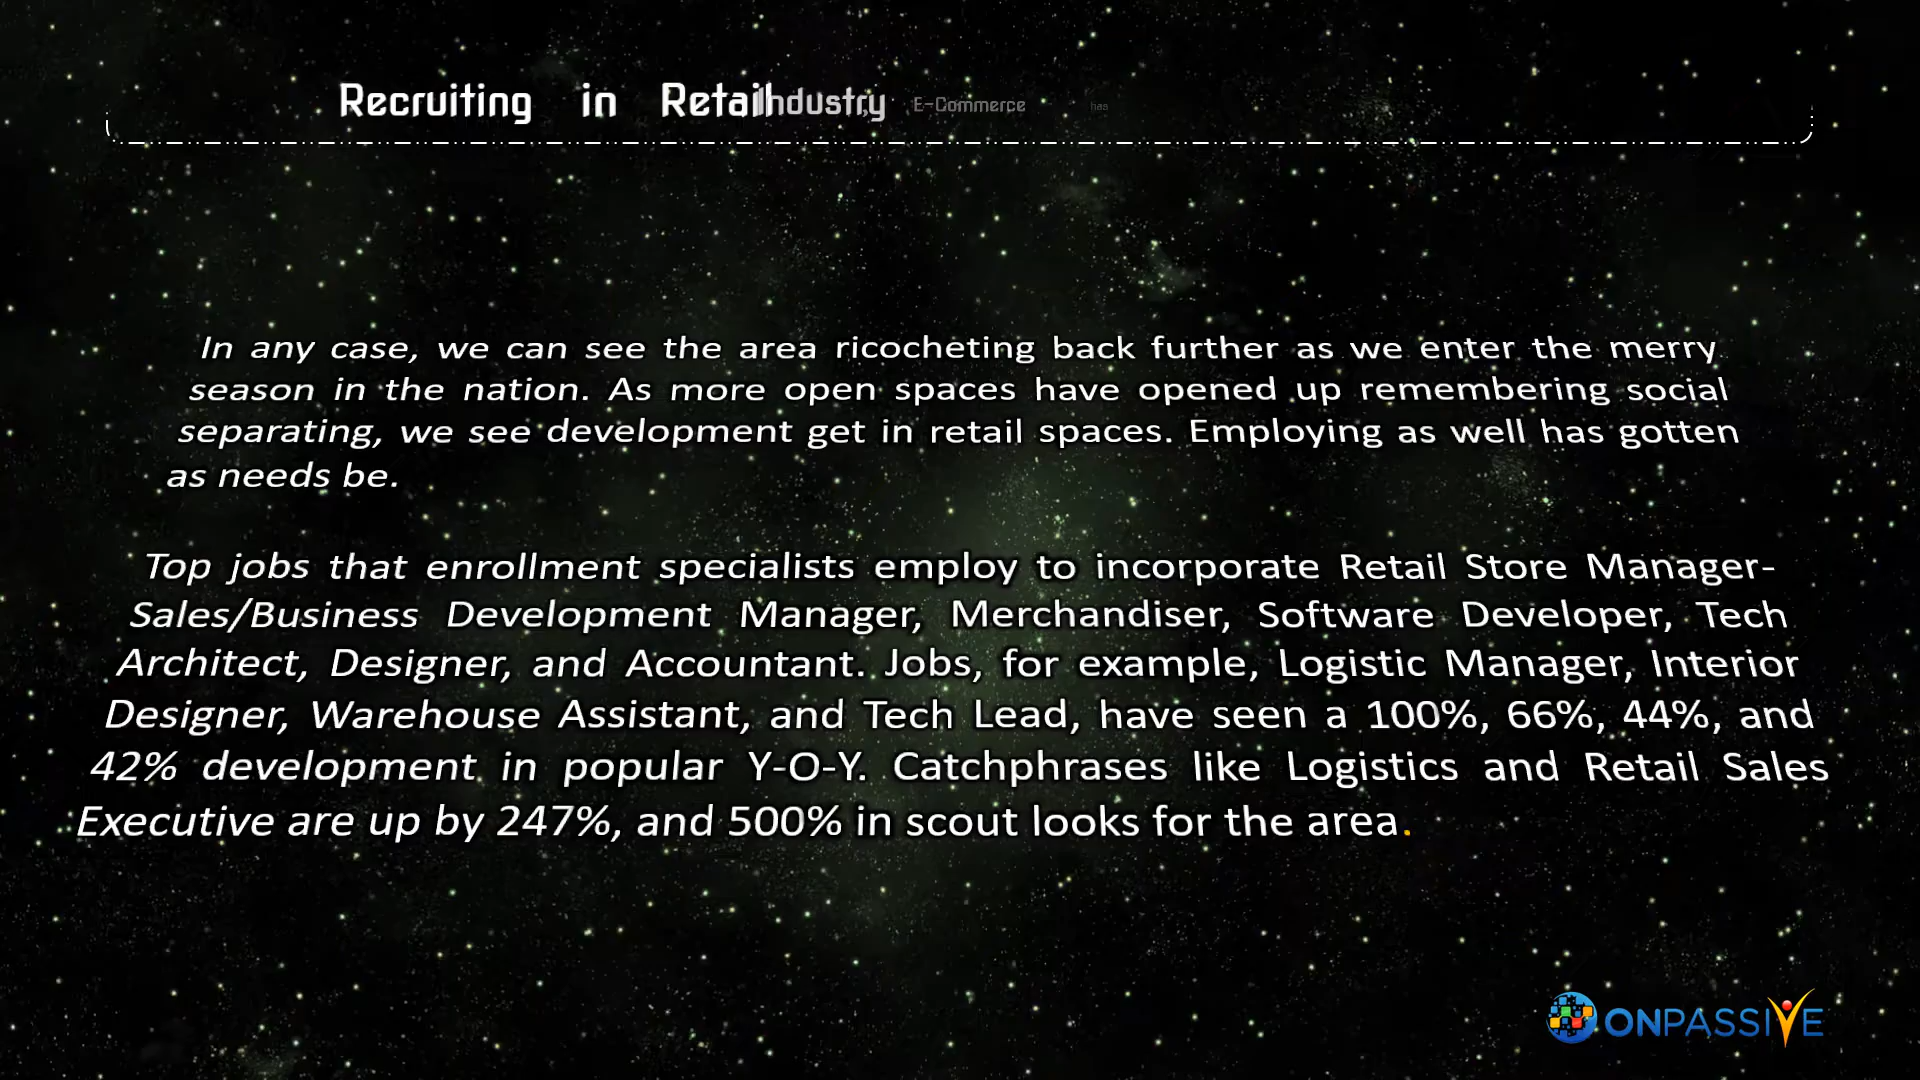 Recruiting in Retail Industry E-Commerce has
In any case, we can see the area ricocheting back further as we enter the merry
season in the nation. As more open spaces have opened up remembering social
separating, we see development get in retail spaces. Employing as well has gotten
as needs be.
Top jobs that enrollment specialists employ to incorporate Retail Store Manager-
Sales/Business Development Manager, Merchandiser, Software Developer, Tech
Architect, Designer, and Accountant. Jobs, for example, Logistic Manager, Interior
Designer, Warehouse Assistant, and Tech Lead, have seen a 100%, 66%, 44%, and
42% development in popular Y-O-Y. Catchphrases like Logistics and Retail Sales
Executive are up by 247%, and 500% in scout looks for the area.
ONPASSIVE